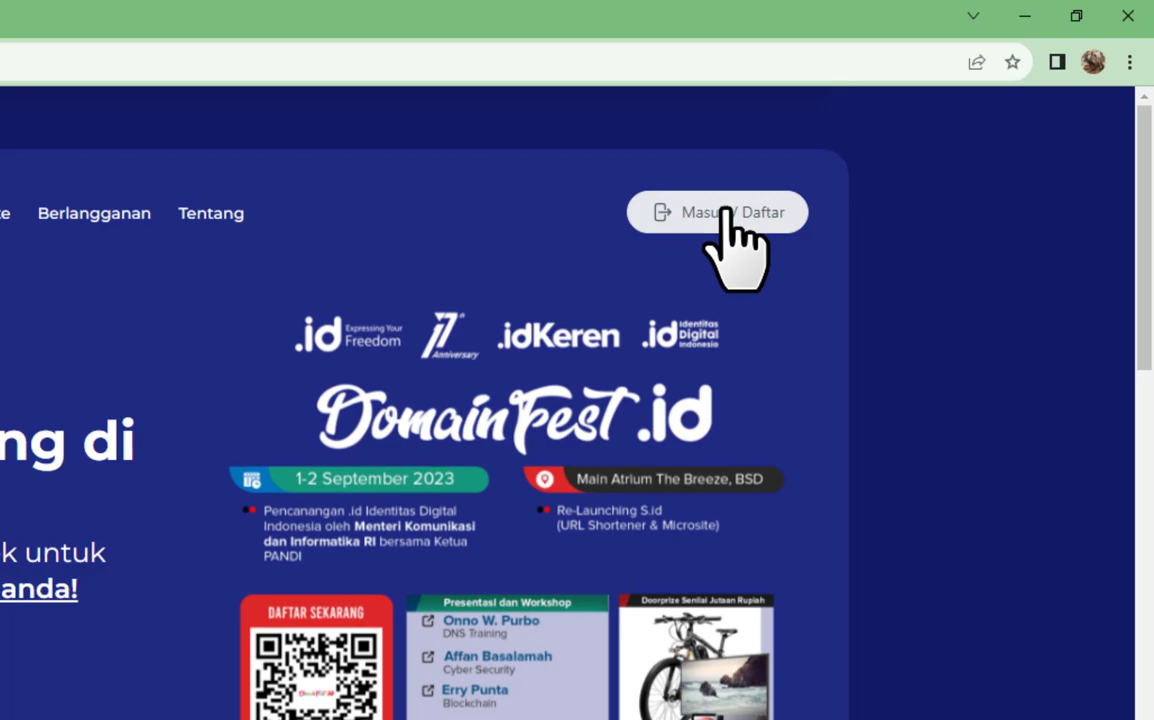 Berlangganan Tentang
Daftar
.id Expressing Your Freedom
17 Anniversary
.idKeren
.id Identitas Digital Indonesia
DomainFest.id
1-2 September 2023
Main Atrium The Breeze, BSD
Pencanangan .id Identitas Digital
Indonesia oleh Menteri Komunikasi
dan Informatika RI bersama Ketua
PANDI
Re-Launching S.id
(URL Shortener & Microsite)
ng di
k untuk
anda!
DAFTAR SEKARANG
Presentasi dan Workshop
Onno W. Purbo
DNS Training
Affan Basalamah
Cyber Security
Erry Punta
Blockchain
Doorprize Senilai Jutaan Rupiah